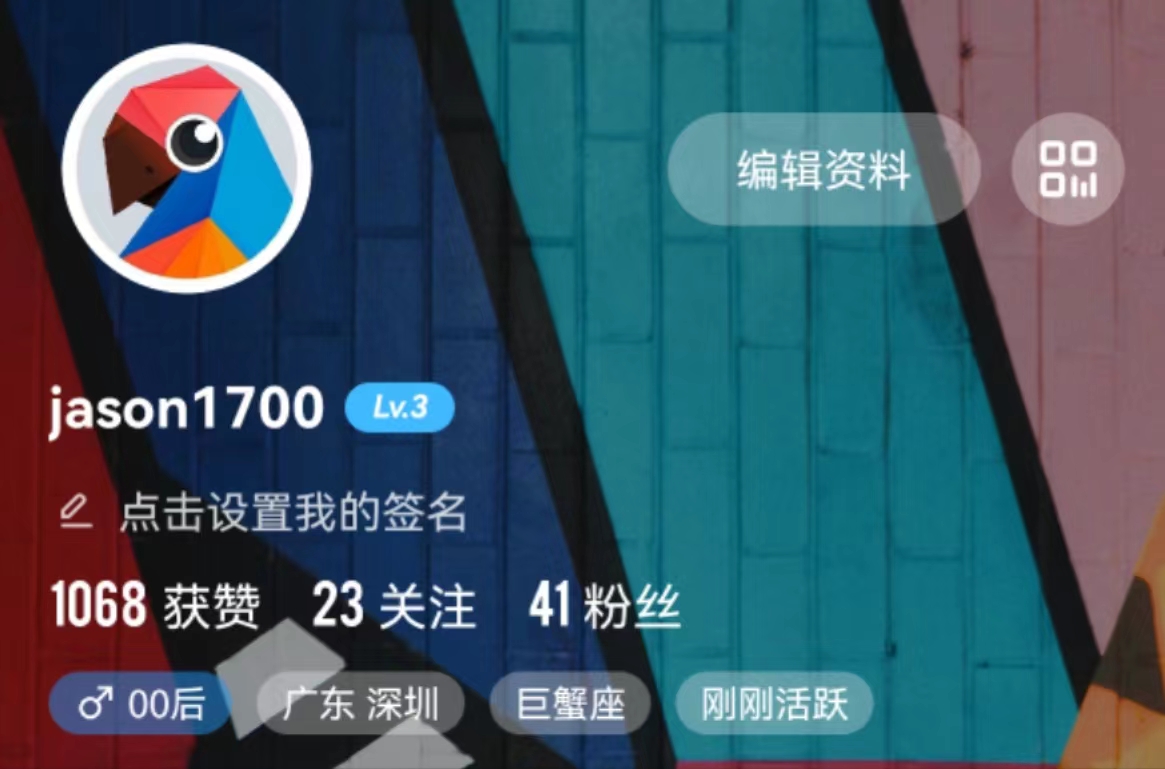 编辑资料
jason1700 Lv.3
点击设置我的签名
1068 获赞 23 关注 41 粉丝
♂ 00后 广东 深圳 巨蟹座 刚刚活跃